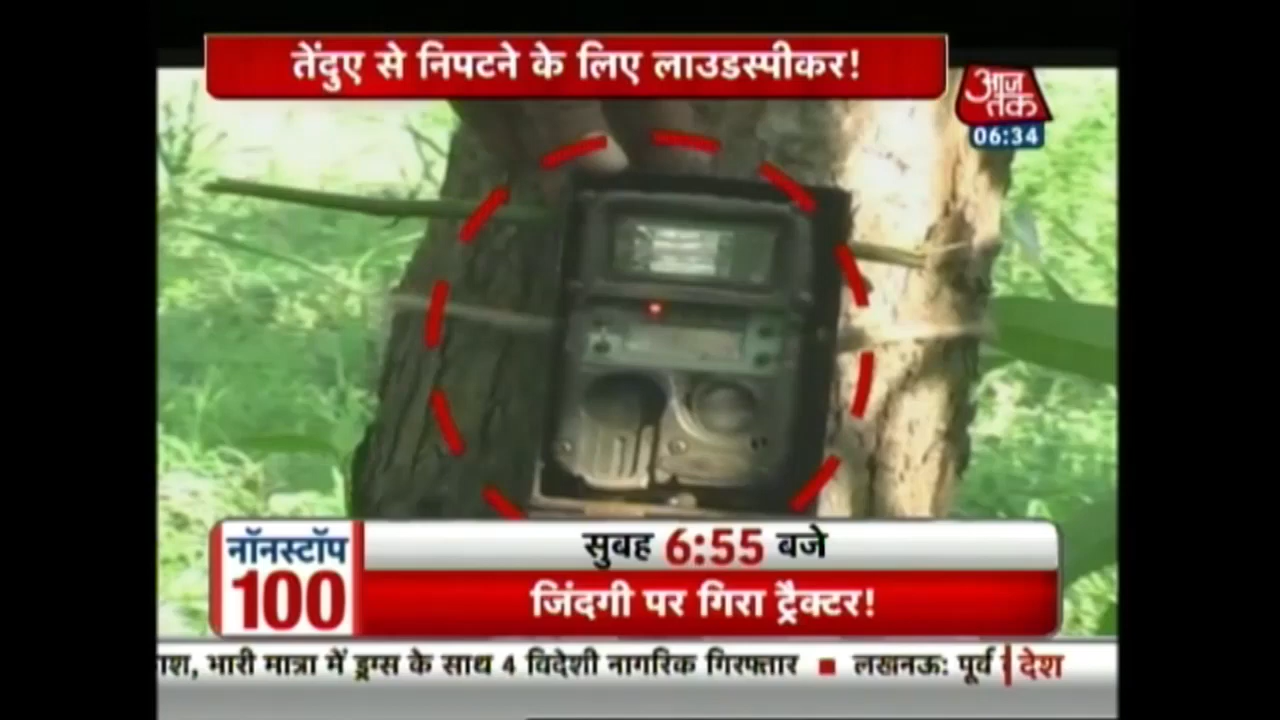 तेंदुए से निपटने के लिए लाउडस्पीकर!
आज तक
06:34
नॉनस्टॉप
100
सुबह 6:55 बजे
जिंदगी पर गिरा ट्रैक्टर!
भारी मात्रा में ड्रग्स के साथ 4 विदेशी नागरिक गिरफ्तार ■ लखनऊ: पूर्व
देश